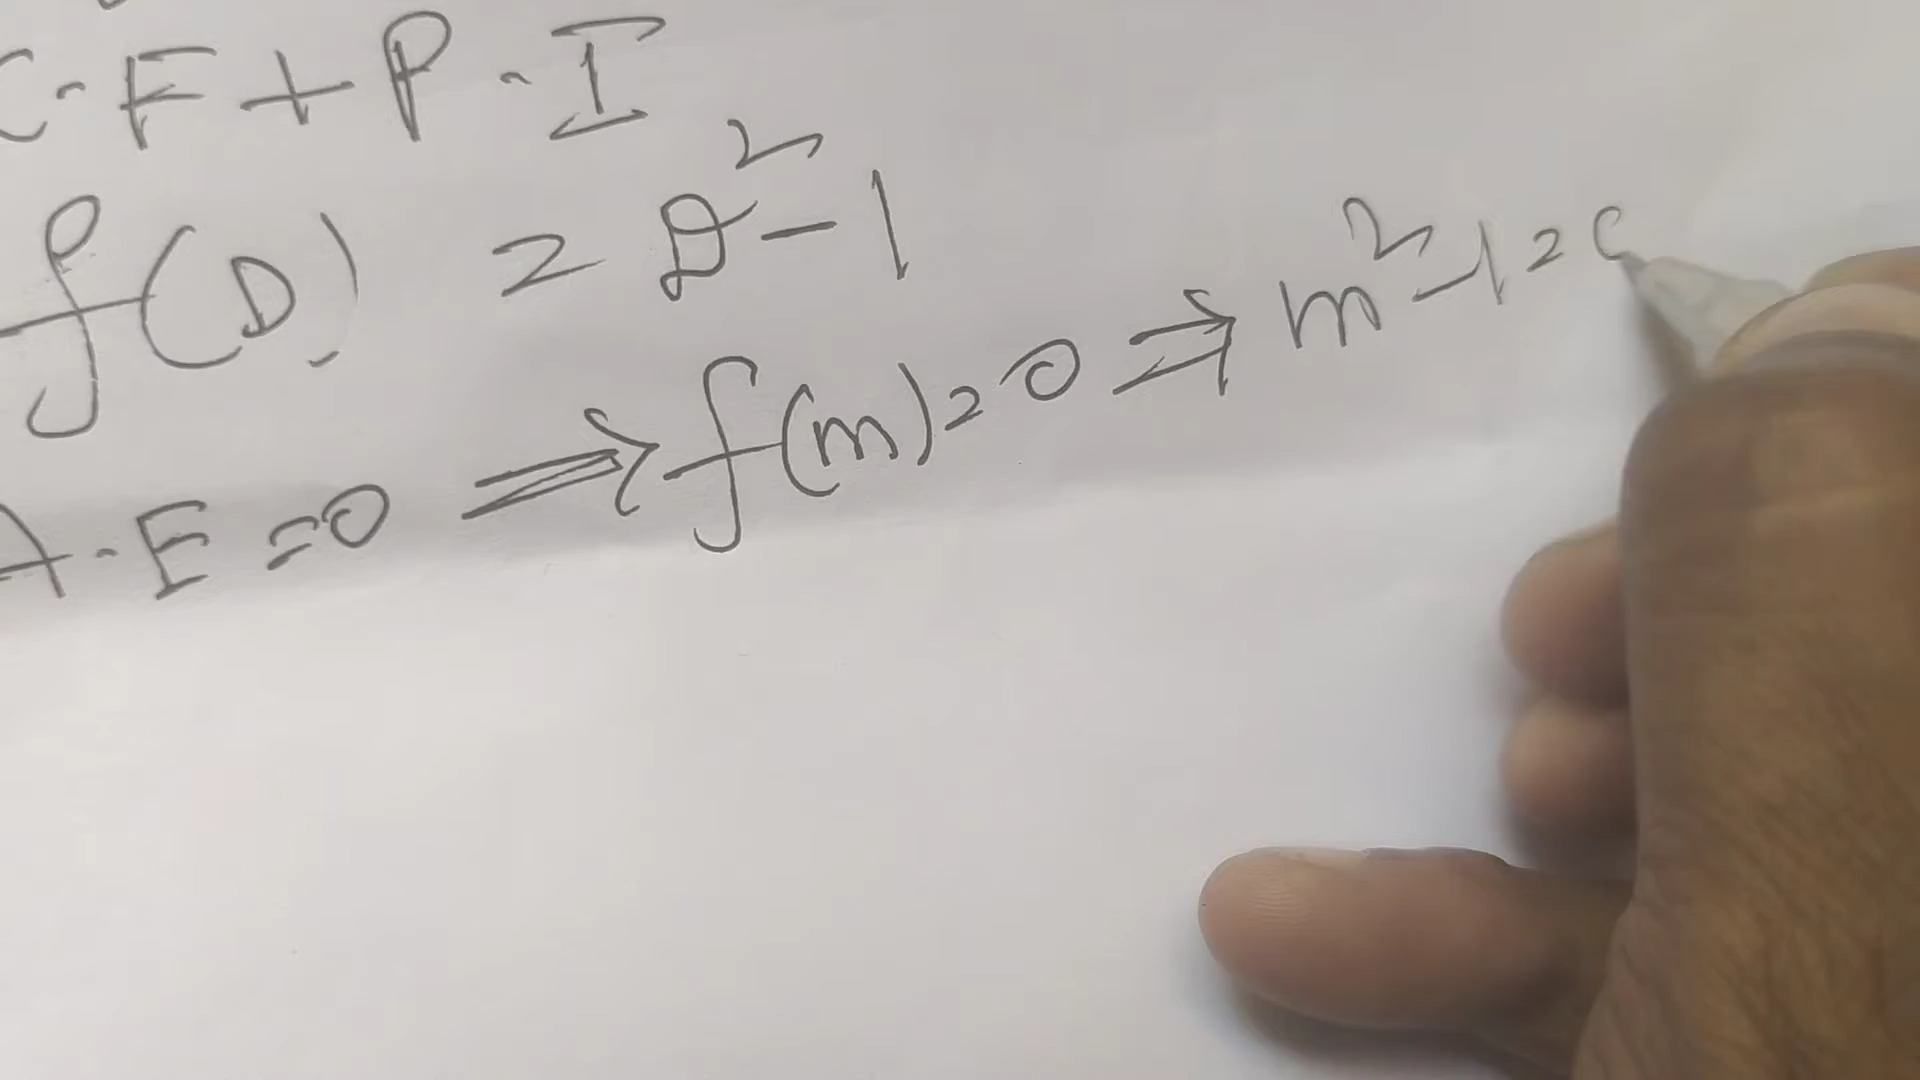 C.F + P.I
f(D) = D² - 1
A.E = 0 ⇒ f(m) = 0 ⇒ m² - 1 = 0